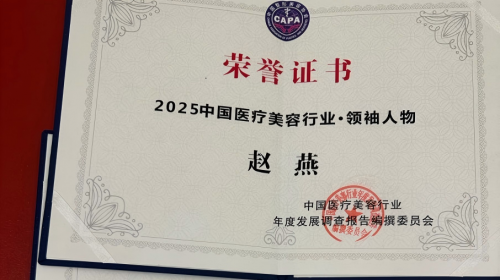 CAPA
荣誉证书
2025中国医疗美容行业·领袖人物
赵燕
中国医疗美容行业
年度发展调查报告编撰委员会